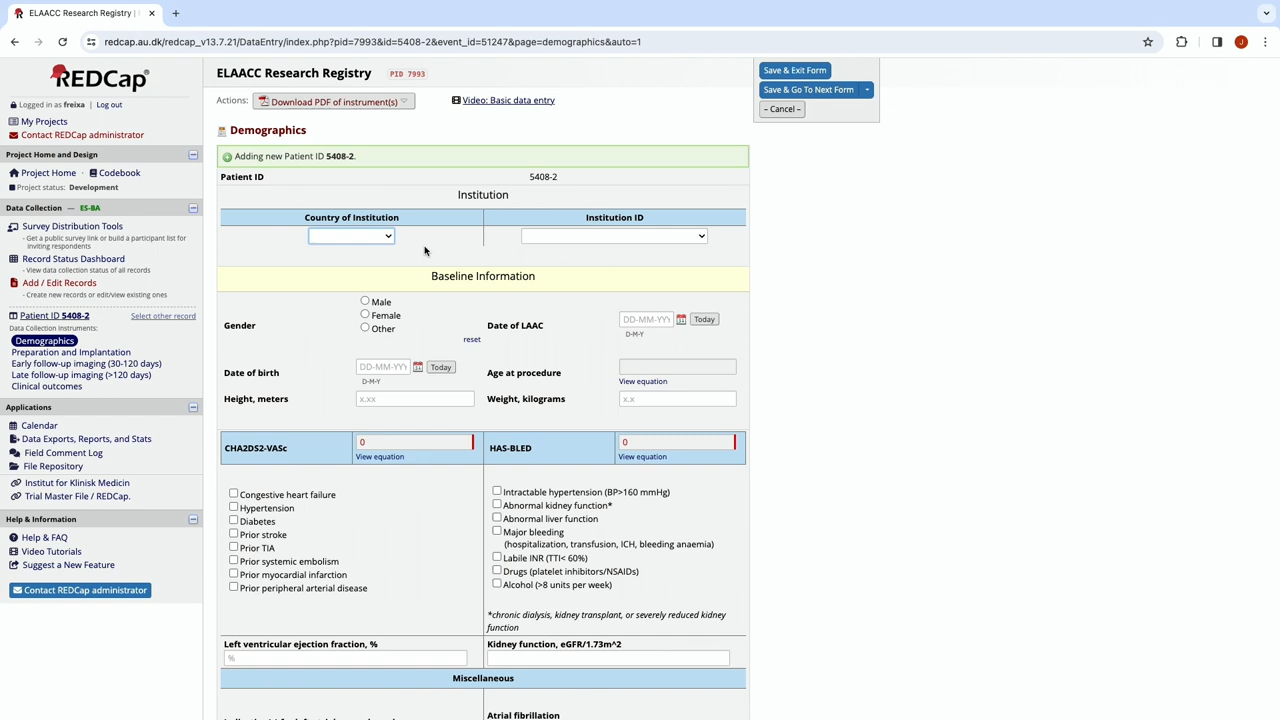 ELAACC Research Registry
redcap.au.dk/redcap_v13.7.21/DataEntry/index.php?pid=7993&id=5408-2&event_id=51247&page=demographics&auto=1
J
REDCap
Logged in as freixa | Log out
My Projects
Contact REDCap administrator
Project Home and Design
Project Home
Codebook
Project status: Development
Data Collection — ES-BA
Survey Distribution Tools
- Get a public survey link or build a participant list for
inviting respondents
Record Status Dashboard
- View data collection status of all records
Add / Edit Records
- Create new records or edit/view existing ones
Patient ID 5408-2
Select other record
Data Collection Instruments:
Demographics
Preparation and Implantation
Early follow-up imaging (30-120 days)
Late follow-up imaging (>120 days)
Clinical outcomes
Applications
Calendar
Data Exports, Reports, and Stats
Field Comment Log
File Repository
Institut for Klinisk Medicin
Trial Master File / REDCap.
Help & Information
Help & FAQ
Video Tutorials
Suggest a New Feature
Contact REDCap administrator
ELAACC Research Registry PID 7993
Actions: Download PDF of instrument(s)
Video: Basic data entry
Save & Exit Form
Save & Go To Next Form
– Cancel –
Demographics
Adding new Patient ID 5408-2.
Patient ID 5408-2
Institution
Country of Institution
Institution ID
Baseline Information
Gender
Male
Female
Other
reset
Date of LAAC
DD-MM-YY
31
Today
D-M-Y
Date of birth
DD-MM-YY
31
Today
D-M-Y
Age at procedure
View equation
Height, meters
x.xx
Weight, kilograms
x.x
CHA2DS2-VASc
0
View equation
HAS-BLED
0
View equation
Congestive heart failure
Hypertension
Diabetes
Prior stroke
Prior TIA
Prior systemic embolism
Prior myocardial infarction
Prior peripheral arterial disease
Intractable hypertension (BP>160 mmHg)
Abnormal kidney function*
Abnormal liver function
Major bleeding
(hospitalization, transfusion, ICH, bleeding anaemia)
Labile INR (TTI< 60%)
Drugs (platelet inhibitors/NSAIDs)
Alcohol (>8 units per week)
*chronic dialysis, kidney transplant, or severely reduced kidney
function
Left ventricular ejection fraction, %
%
Kidney function, eGFR/1.73m^2
Miscellaneous
Atrial fibrillation